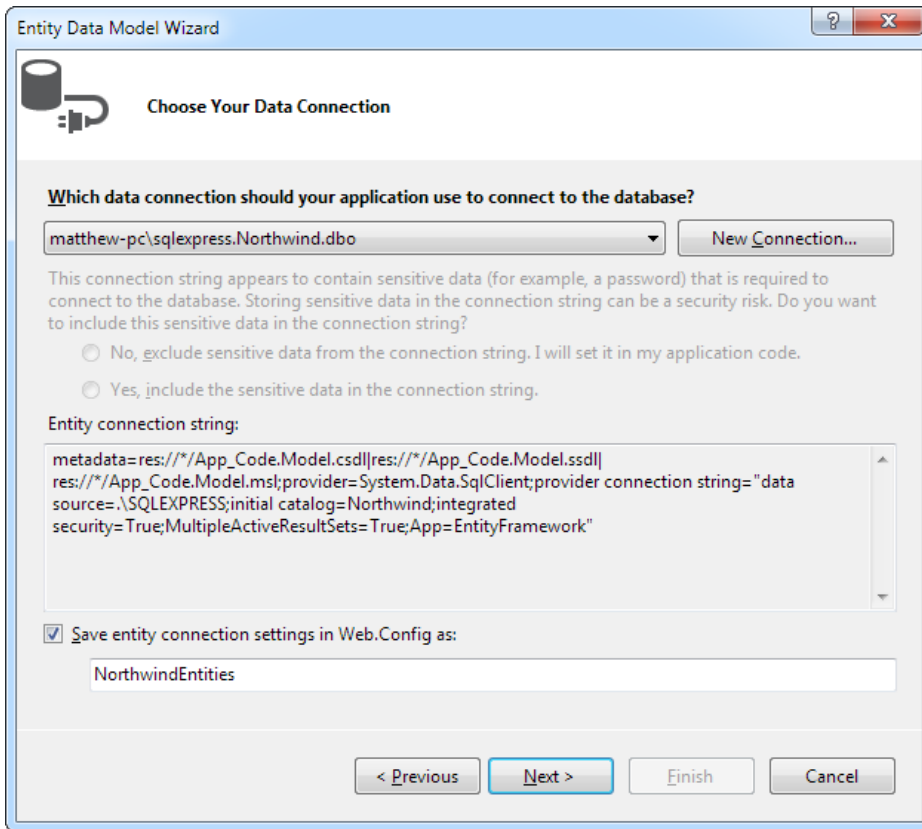 Entity Data Model Wizard
Choose Your Data Connection
Which data connection should your application use to connect to the database?
matthew-pc\sqlexpress.Northwind.dbo
New Connection...
This connection string appears to contain sensitive data (for example, a password) that is required to
connect to the database. Storing sensitive data in the connection string can be a security risk. Do you want
to include this sensitive data in the connection string?
No, exclude sensitive data from the connection string. I will set it in my application code.
Yes, include the sensitive data in the connection string.
Entity connection string:
metadata=res://*/App_Code.Model.csdl|res://*/App_Code.Model.ssdl|
res://*/App_Code.Model.msl;provider=System.Data.SqlClient;provider connection string="data
source=.\SQLEXPRESS;initial catalog=Northwind;integrated
security=True;MultipleActiveResultSets=True;App=EntityFramework"
Save entity connection settings in Web.Config as:
NorthwindEntities
< Previous
Next >
Finish
Cancel